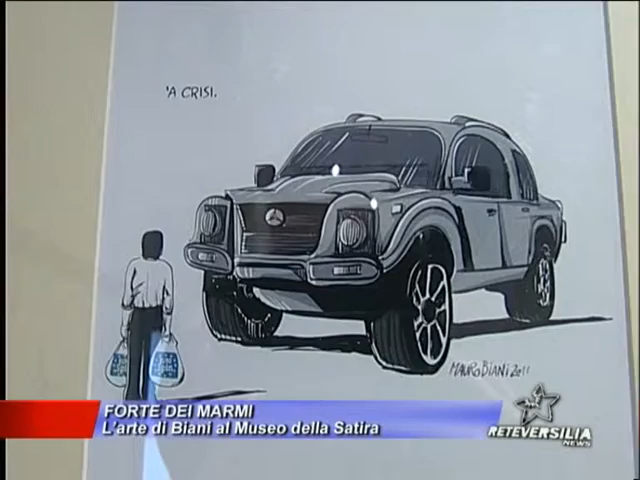 'A CRISI.
MAURO BIANI 2011
FORTE DEI MARMI
L'arte di Biani al Museo della Satira
RETEVERSILIA
NEWS